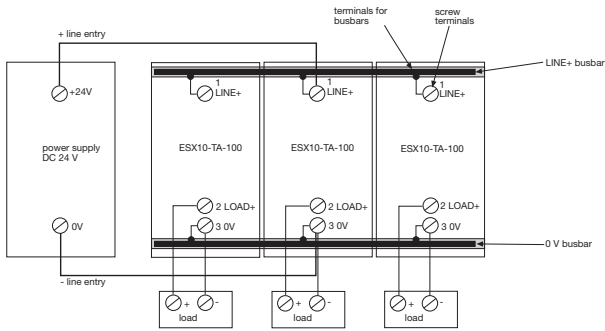 terminals for
busbars
screw
terminals
+ line entry
LINE+ busbar
+24V
1
LINE+
1
LINE+
1
LINE+
power supply
DC 24 V
ESX10-TA-100
ESX10-TA-100
ESX10-TA-100
2 LOAD+
2 LOAD+
2 LOAD+
0V
3 0V
3 0V
3 0V
0 V busbar
- line entry
+ -
load
+ -
load
+ -
load